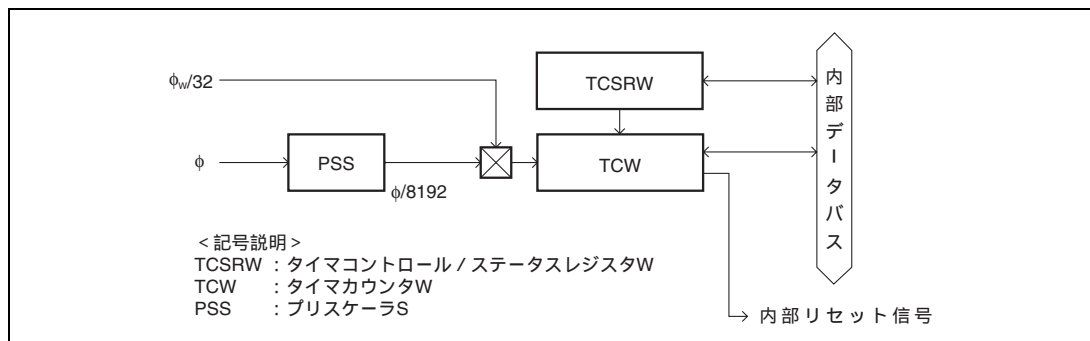 φw/32
TCSRW
φ
PSS
φ/8192
TCW
内部データバス
＜記号説明＞
TCSRW ：タイマコントロール / ステータスレジスタW
TCW ：タイマカウンタW
PSS ：プリスケーラS
内部リセット信号